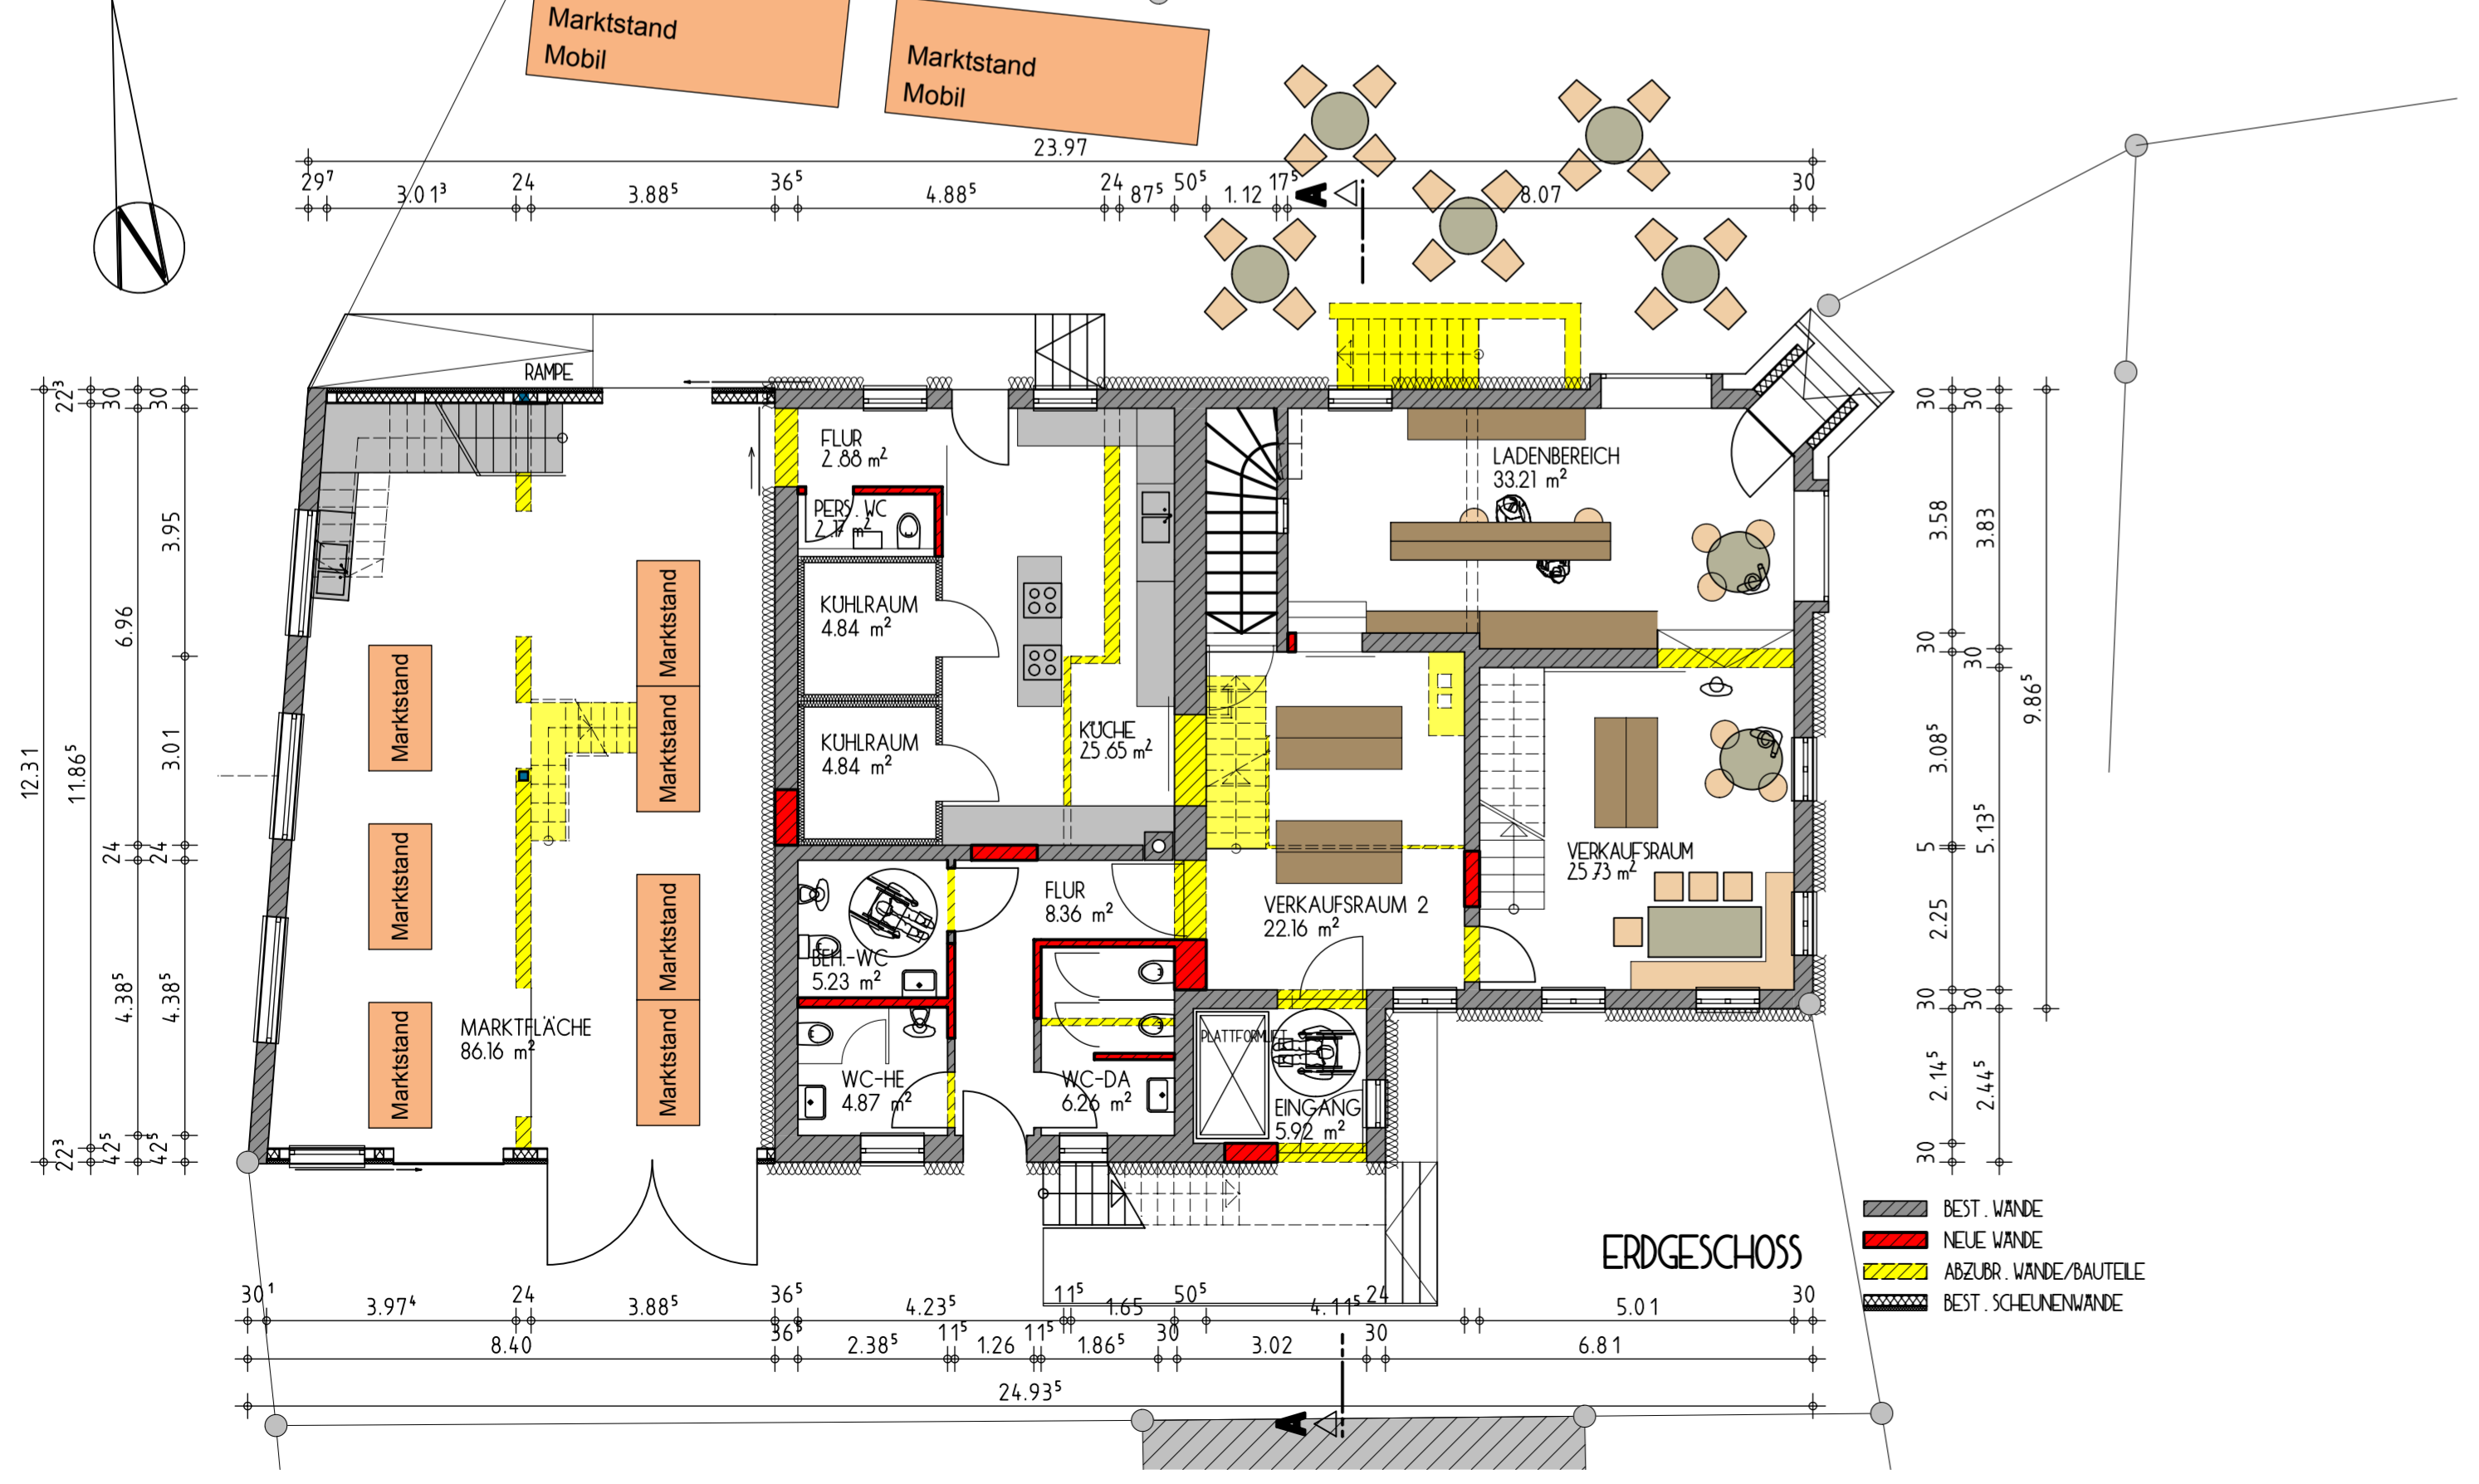 Marktstand
Mobil
Marktstand
Mobil
23.97
29⁷
3.01³
24
3.88⁵
36⁵
4.88⁵
24
87⁵
50⁵
1.12
17⁵
A
8.07
30
N
RAMPE
FLUR
2.88 m²
PERS. WC
2.17 m²
KÜHLRAUM
4.84 m²
KÜHLRAUM
4.84 m²
KÜCHE
25.65 m²
LADENBEREICH
33.21 m²
VERKAUFSRAUM
25.73 m²
VERKAUFSRAUM 2
22.16 m²
FLUR
8.36 m²
BEH.-WC
5.23 m²
WC-HE
4.87 m²
WC-DA
6.26 m²
PLATTFORMLIFT
EINGANG
5.92 m²
MARKTFLÄCHE
86.16 m²
Marktstand
Marktstand
Marktstand
Marktstand
Marktstand
Marktstand
Marktstand
12.31
22³
11.86⁵
22³
30
6.96
24
4.38⁵
42⁵
30
3.95
3.01
24
4.38⁵
42⁵
30
3.58
30
3.08⁵
5
2.25
30
2.14⁵
30
30
3.83
30
5.13⁵
30
2.44⁵
9.86⁵
ERDGESCHOSS
BEST. WÄNDE
NEUE WÄNDE
ABZUBR. WÄNDE/BAUTEILE
BEST. SCHEUNENWÄNDE
30¹
3.97⁴
24
3.88⁵
36⁵
4.23⁵
11⁵
1.65
50⁵
4.11⁵
24
5.01
30
8.40
36⁵
2.38⁵
11⁵
1.26
11⁵
1.86⁵
30
3.02
30
6.81
24.93⁵
A